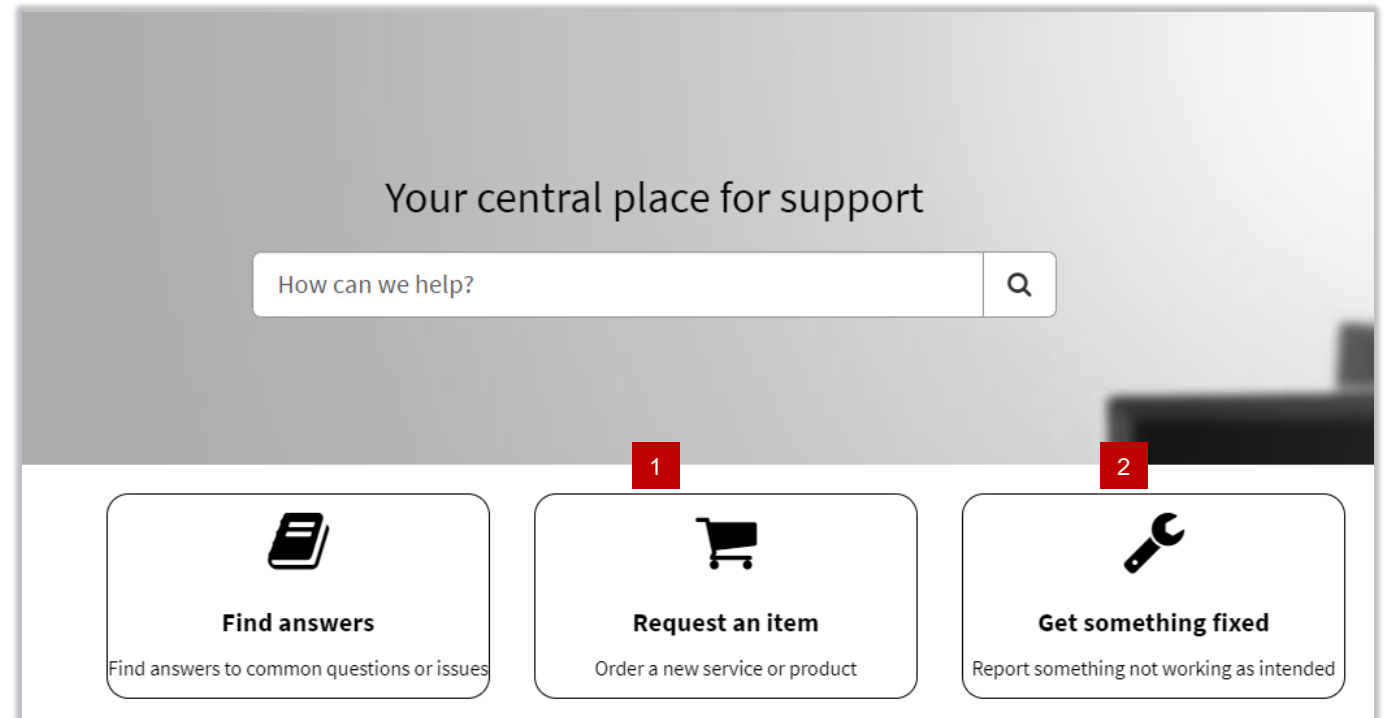 Your central place for support
How can we help?
1
2
Find answers
Find answers to common questions or issues
Request an item
Order a new service or product
Get something fixed
Report something not working as intended